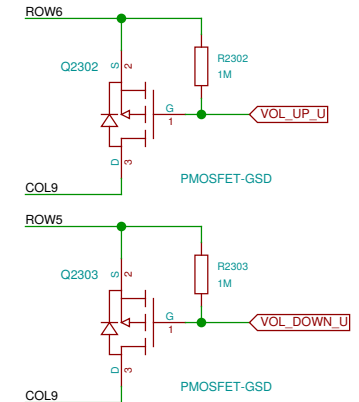 ROW6
Q2302
S
2
R2302
1M
G
1
VOL_UP_U
D
3
PMOSFET-GSD
COL9
ROW5
Q2303
S
2
R2303
1M
G
1
VOL_DOWN_U
D
3
PMOSFET-GSD
COL9